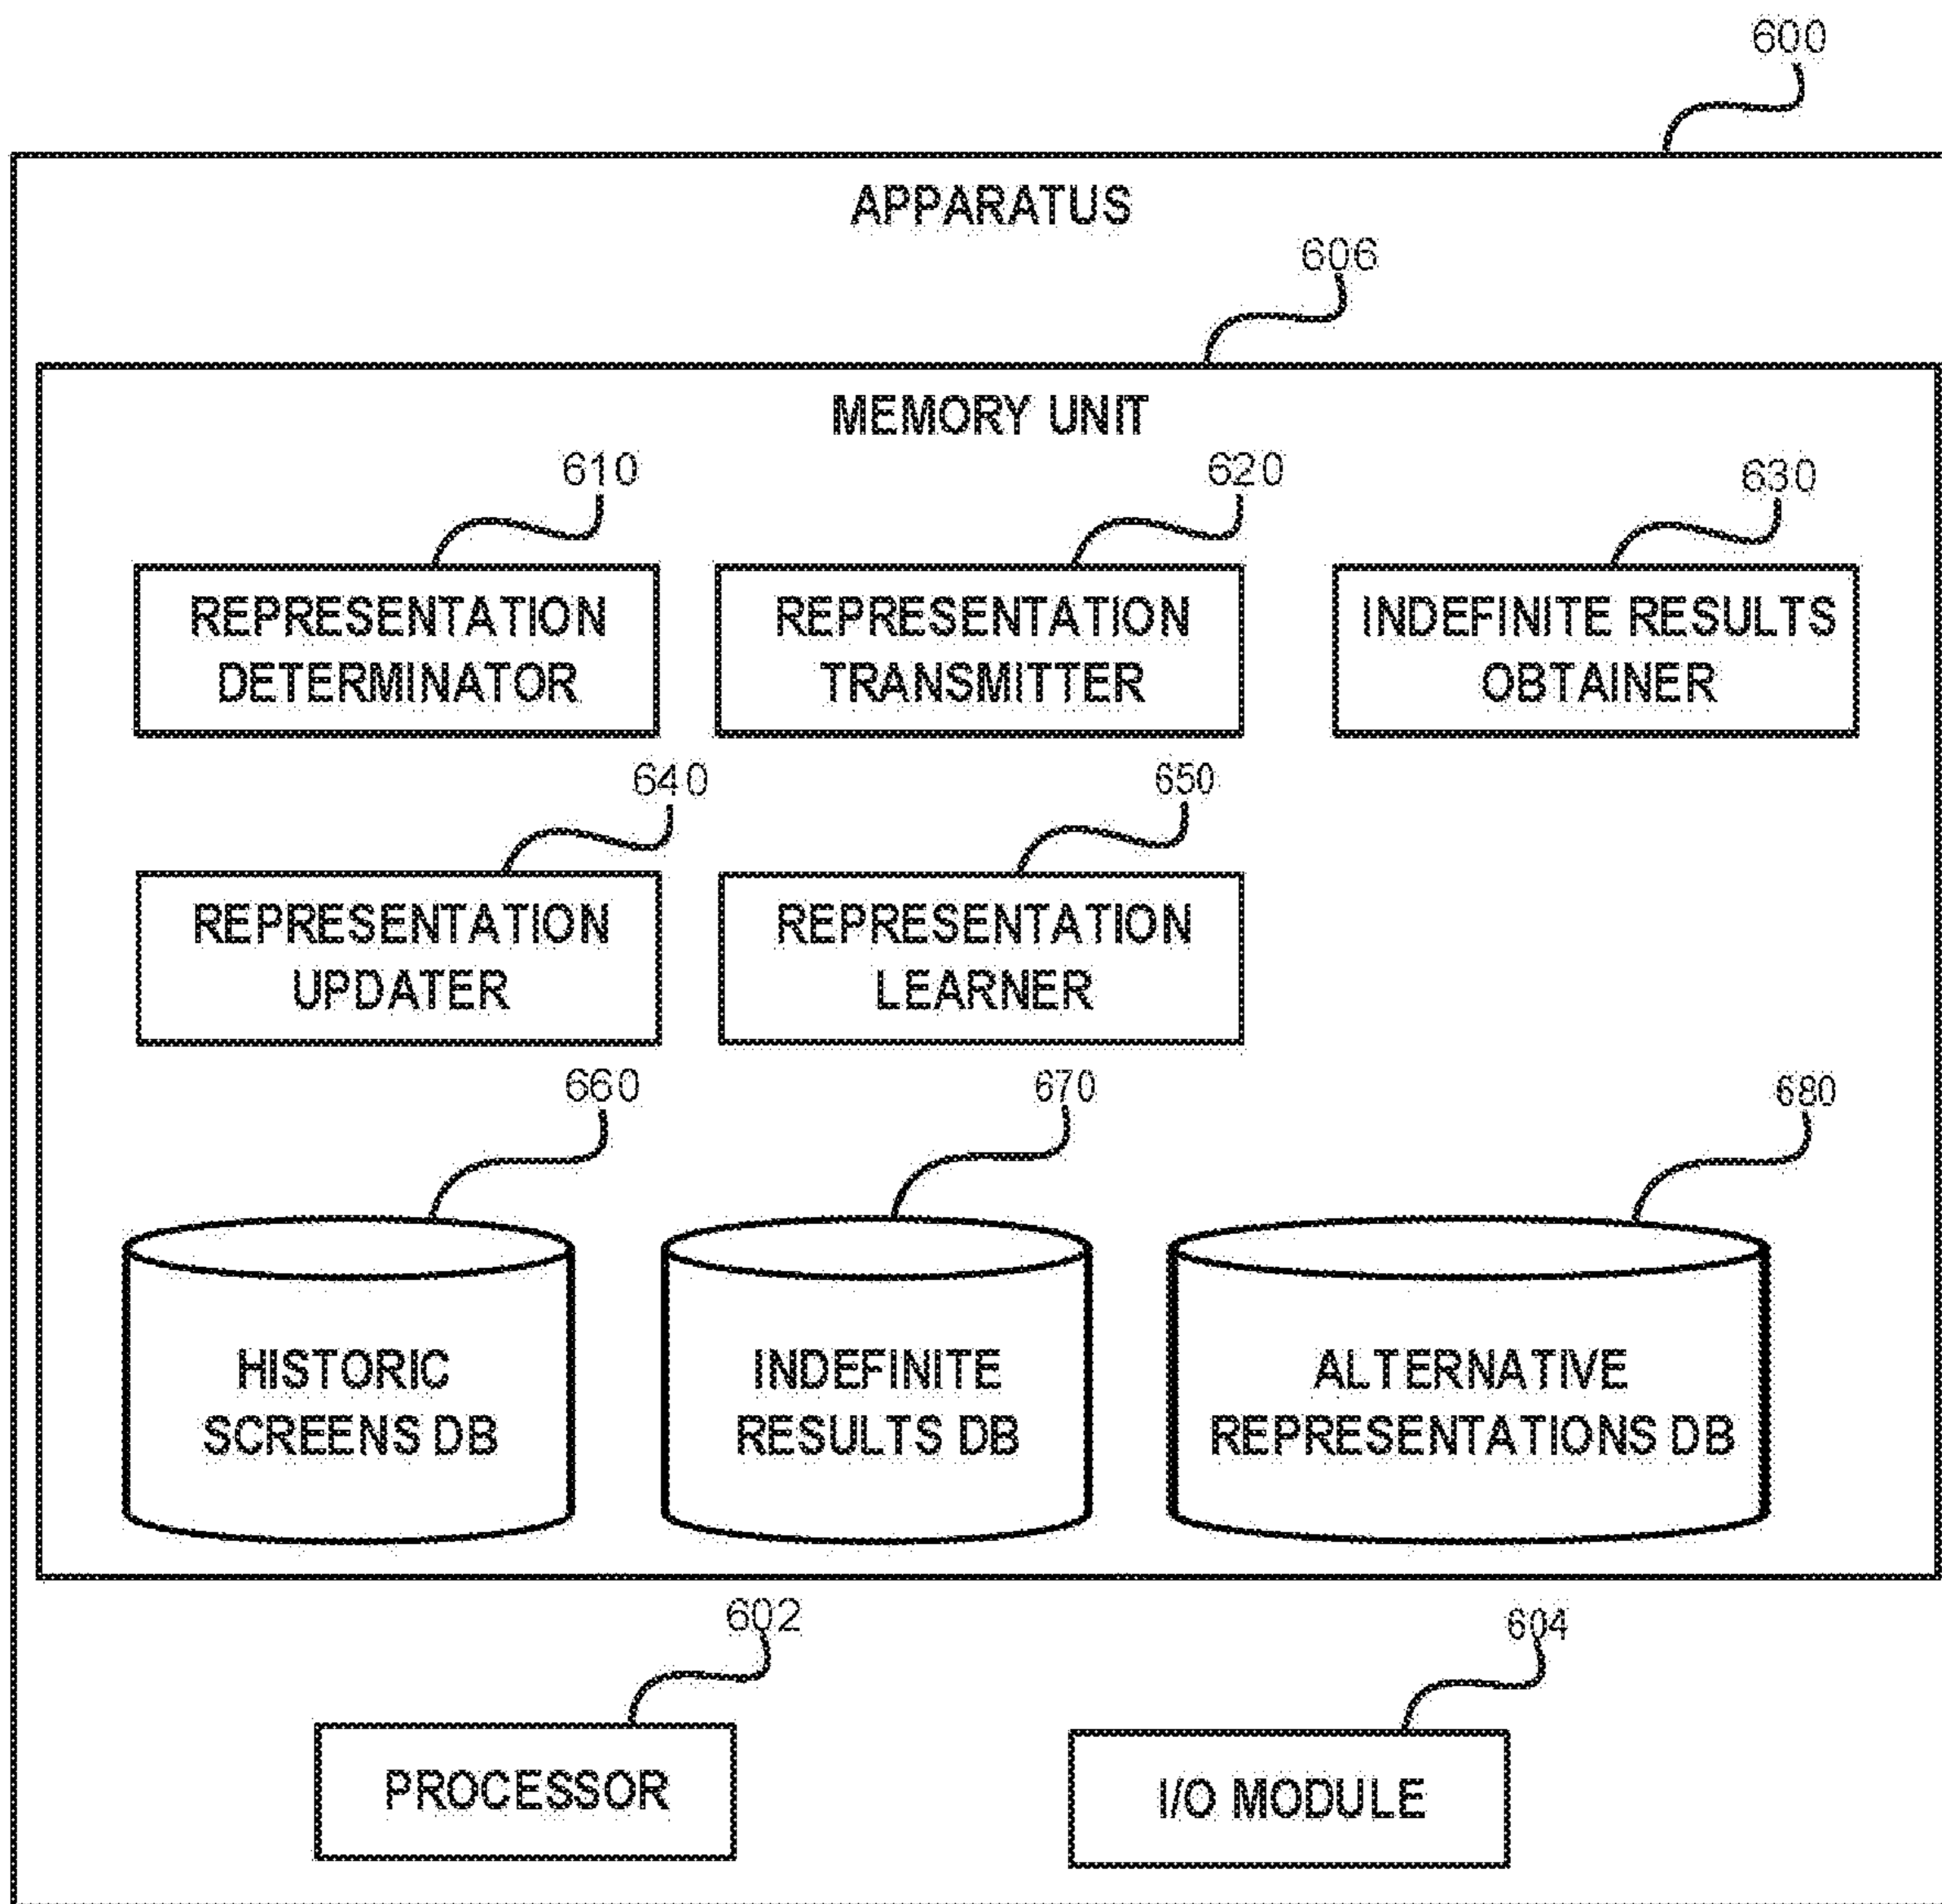 600
APPARATUS
606
MEMORY UNIT
610
620
630
REPRESENTATION
DETERMINATOR
REPRESENTATION
TRANSMITTER
INDEFINITE RESULTS
OBTAINER
640
650
REPRESENTATION
UPDATER
REPRESENTATION
LEARNER
660
670
680
HISTORIC
SCREENS DB
INDEFINITE
RESULTS DB
ALTERNATIVE
REPRESENTATIONS DB
602
604
PROCESSOR
I/O MODULE